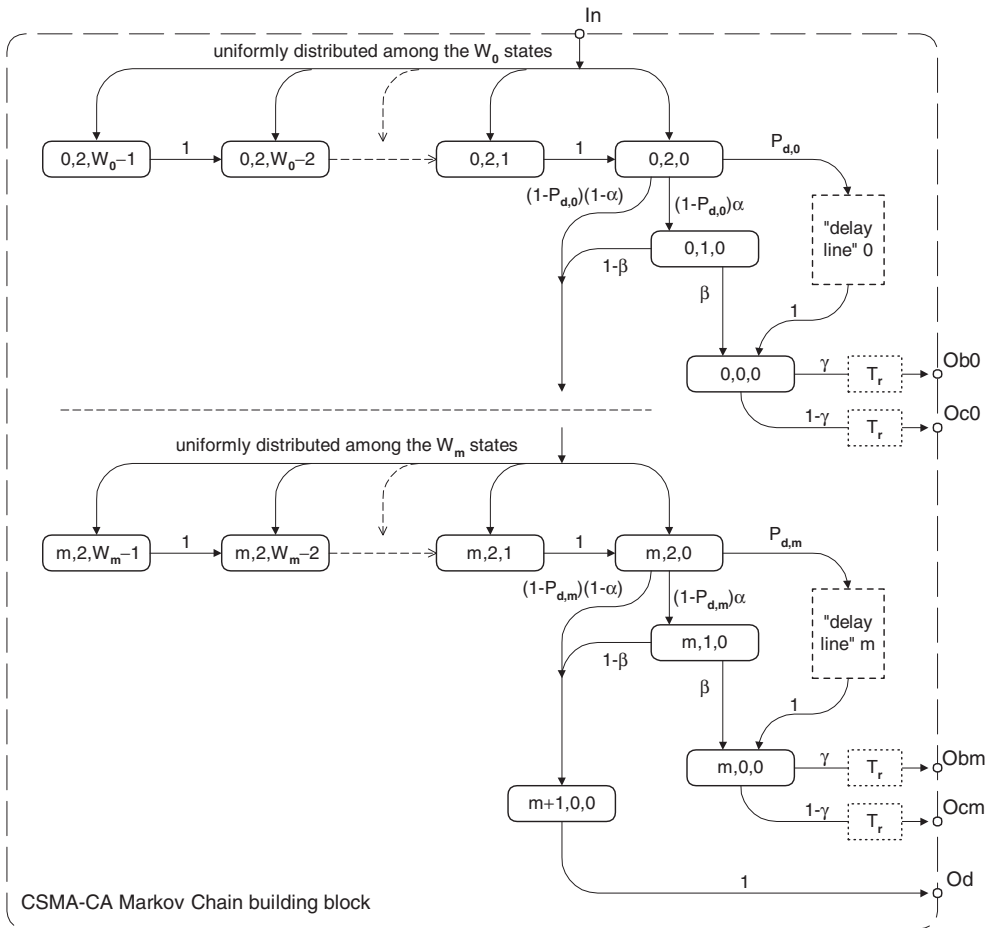 In
uniformly distributed among the W0 states
0,2,W0–1
1
0,2,W0–2
0,2,1
1
0,2,0
Pd,0
(1-Pd,0)(1-α)
(1-Pd,0)α
"delay
line" 0
0,1,0
1-β
β
1
0,0,0
γ
Tr
Ob0
1-γ
Tr
Oc0
uniformly distributed among the Wm states
m,2,Wm–1
1
m,2,Wm–2
m,2,1
1
m,2,0
Pd,m
(1-Pd,m)(1-α)
(1-Pd,m)α
"delay
line" m
m,1,0
1-β
β
1
m,0,0
γ
Tr
Obm
m+1,0,0
1-γ
Tr
Ocm
1
Od
CSMA-CA Markov Chain building block